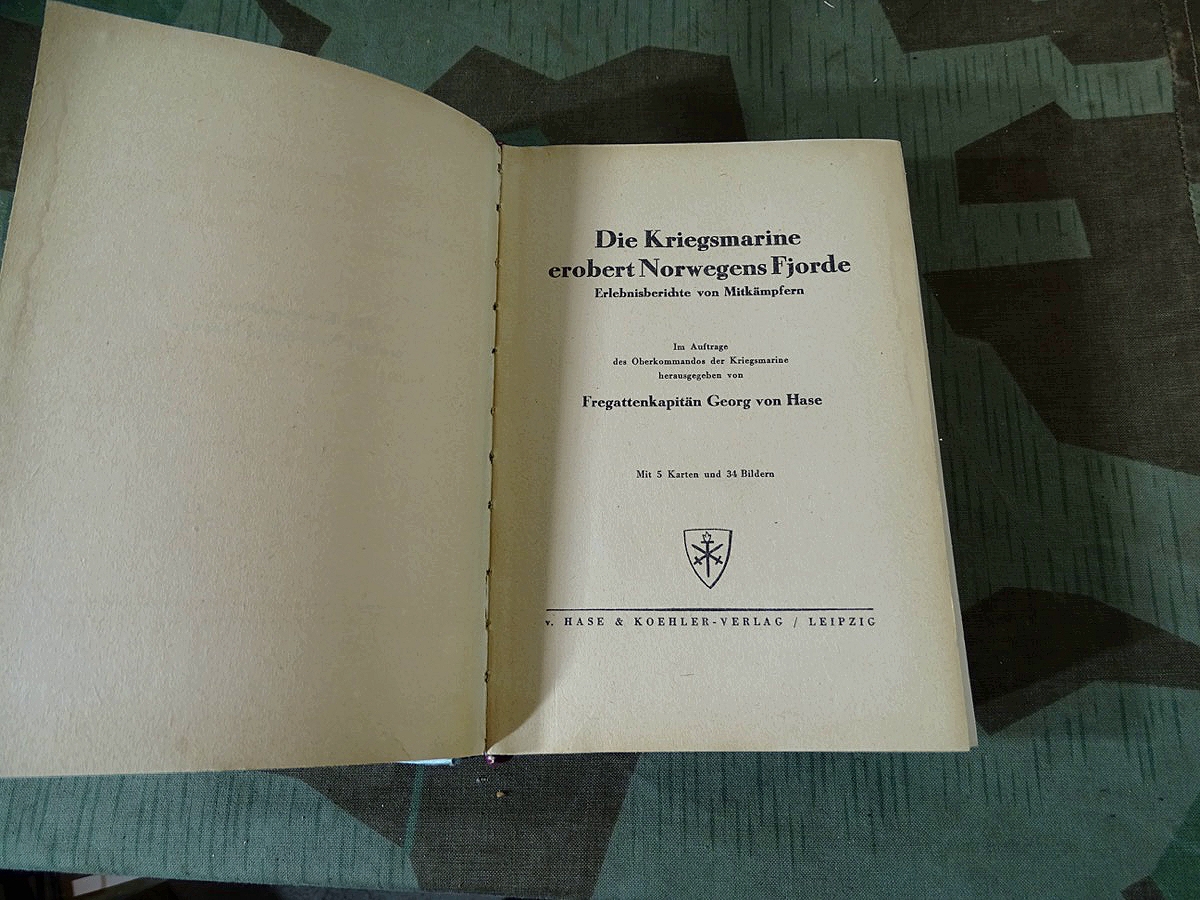 Die Kriegsmarine
erobert Norwegens Fjorde
Erlebnisberichte von Mitkämpfern
Im Auftrage
des Oberkommandos der Kriegsmarine
herausgegeben von
Fregattenkapitän Georg von Hase
Mit 5 Karten und 34 Bildern
v. HASE & KOEHLER-VERLAG / LEIPZIG